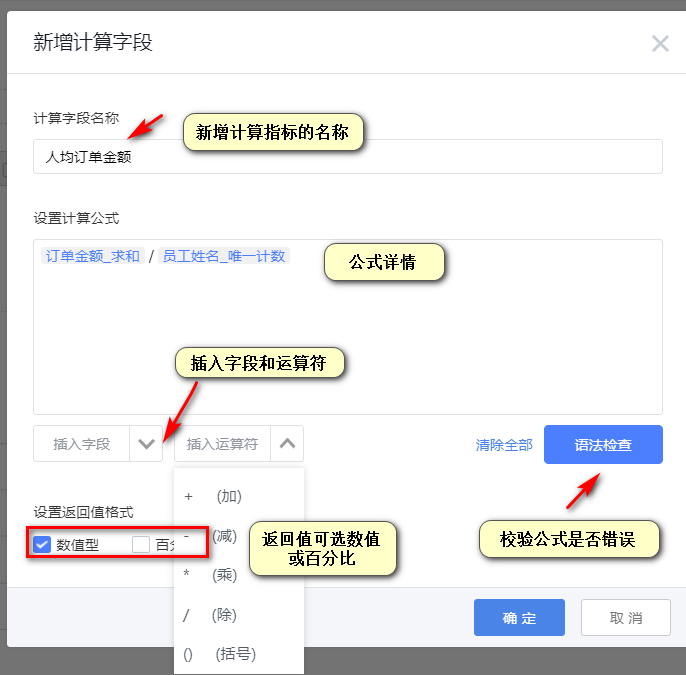 新增计算字段
计算字段名称
新增计算指标的名称
人均订单金额
设置计算公式
订单金额_求和 / 员工姓名_唯一计数
公式详情
插入字段和运算符
插入字段
插入运算符
清除全部
语法检查
+ (加)
设置返回值格式
- (减)
数值型
百分
返回值可选数值
或百分比
校验公式是否错误
* (乘)
/ (除)
确定
取消
() (括号)